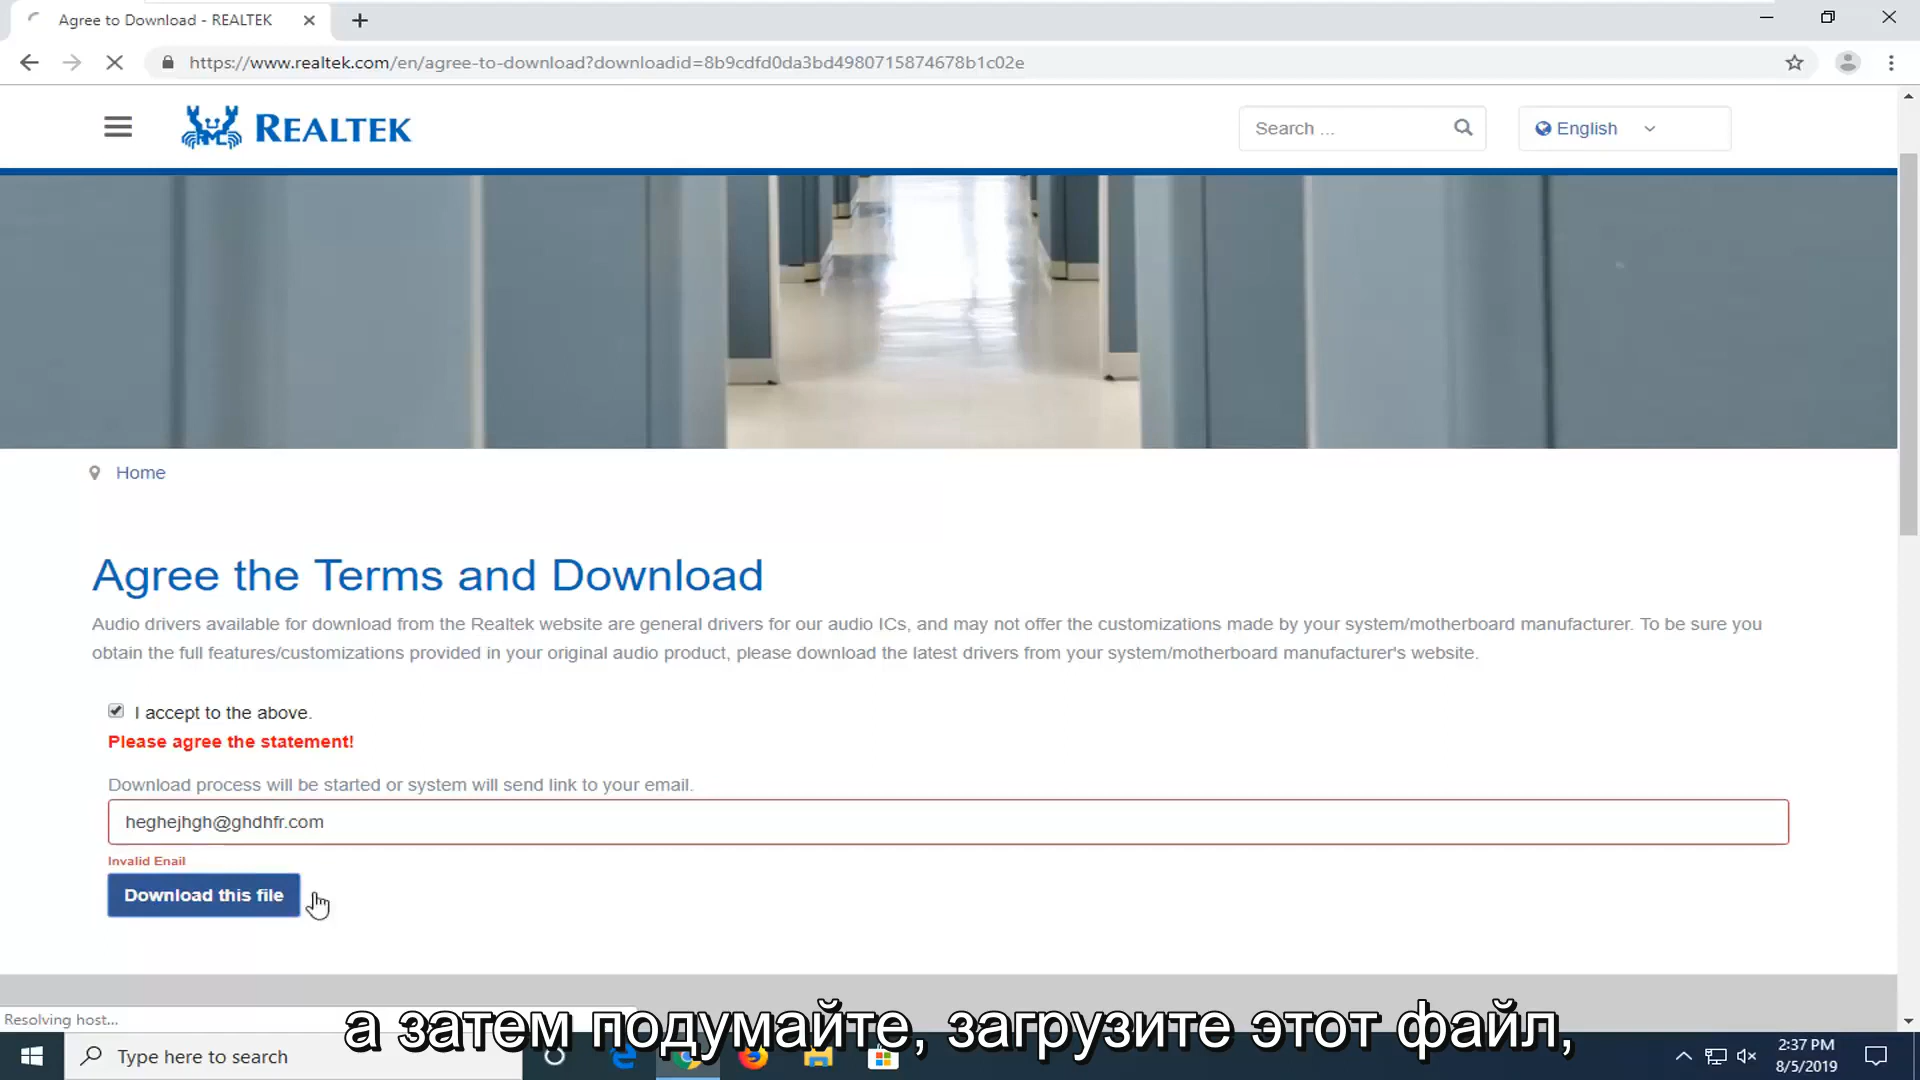 Agree to Download - REALTEK
https://www.realtek.com/en/agree-to-download?downloadid=8b9cdfd0da3bd4980715874678b1c02e
REALTEK
Search ...
English
Home
Agree the Terms and Download
Audio drivers available for download from the Realtek website are general drivers for our audio ICs, and may not offer the customizations made by your system/motherboard manufacturer. To be sure you
obtain the full features/customizations provided in your original audio product, please download the latest drivers from your system/motherboard manufacturer's website.
I accept to the above.
Please agree the statement!
Download process will be started or system will send link to your email.
heghejhgh@ghdhfr.com
Invalid Enail
Download this file
Resolving host...
а затем подумайте, загрузите этот файл,
Type here to search
2:37 PM
8/5/2019